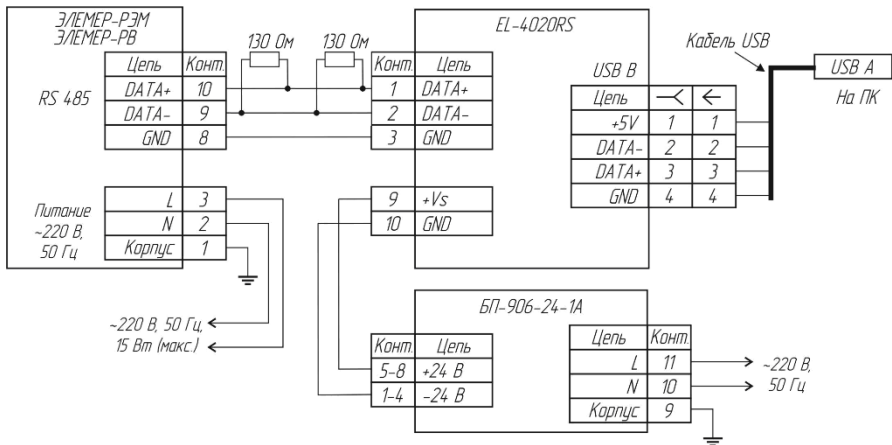 ЭЛЕМЕР-РЭМ
ЭЛЕМЕР-РВ
RS 485
Цепь Конт.
DATA+ 10
DATA- 9
GND 8
130 Ом 130 Ом
EL-4020RS
Конт. Цепь
1 DATA+
2 DATA-
3 GND
USB B
Цепь
+5V 1 1
DATA- 2 2
DATA+ 3 3
GND 4 4
Кабель USB
USB A
На ПК
Питание
~220 В,
50 Гц
L 3
N 2
Корпус 1
9 +Vs
10 GND
~220 В, 50 Гц,
15 Вт (макс.)
БП-906-24-1А
Конт. Цепь
5-8 +24 В
1-4 -24 В
Цепь Конт.
L 11
N 10
Корпус 9
~220 В,
50 Гц